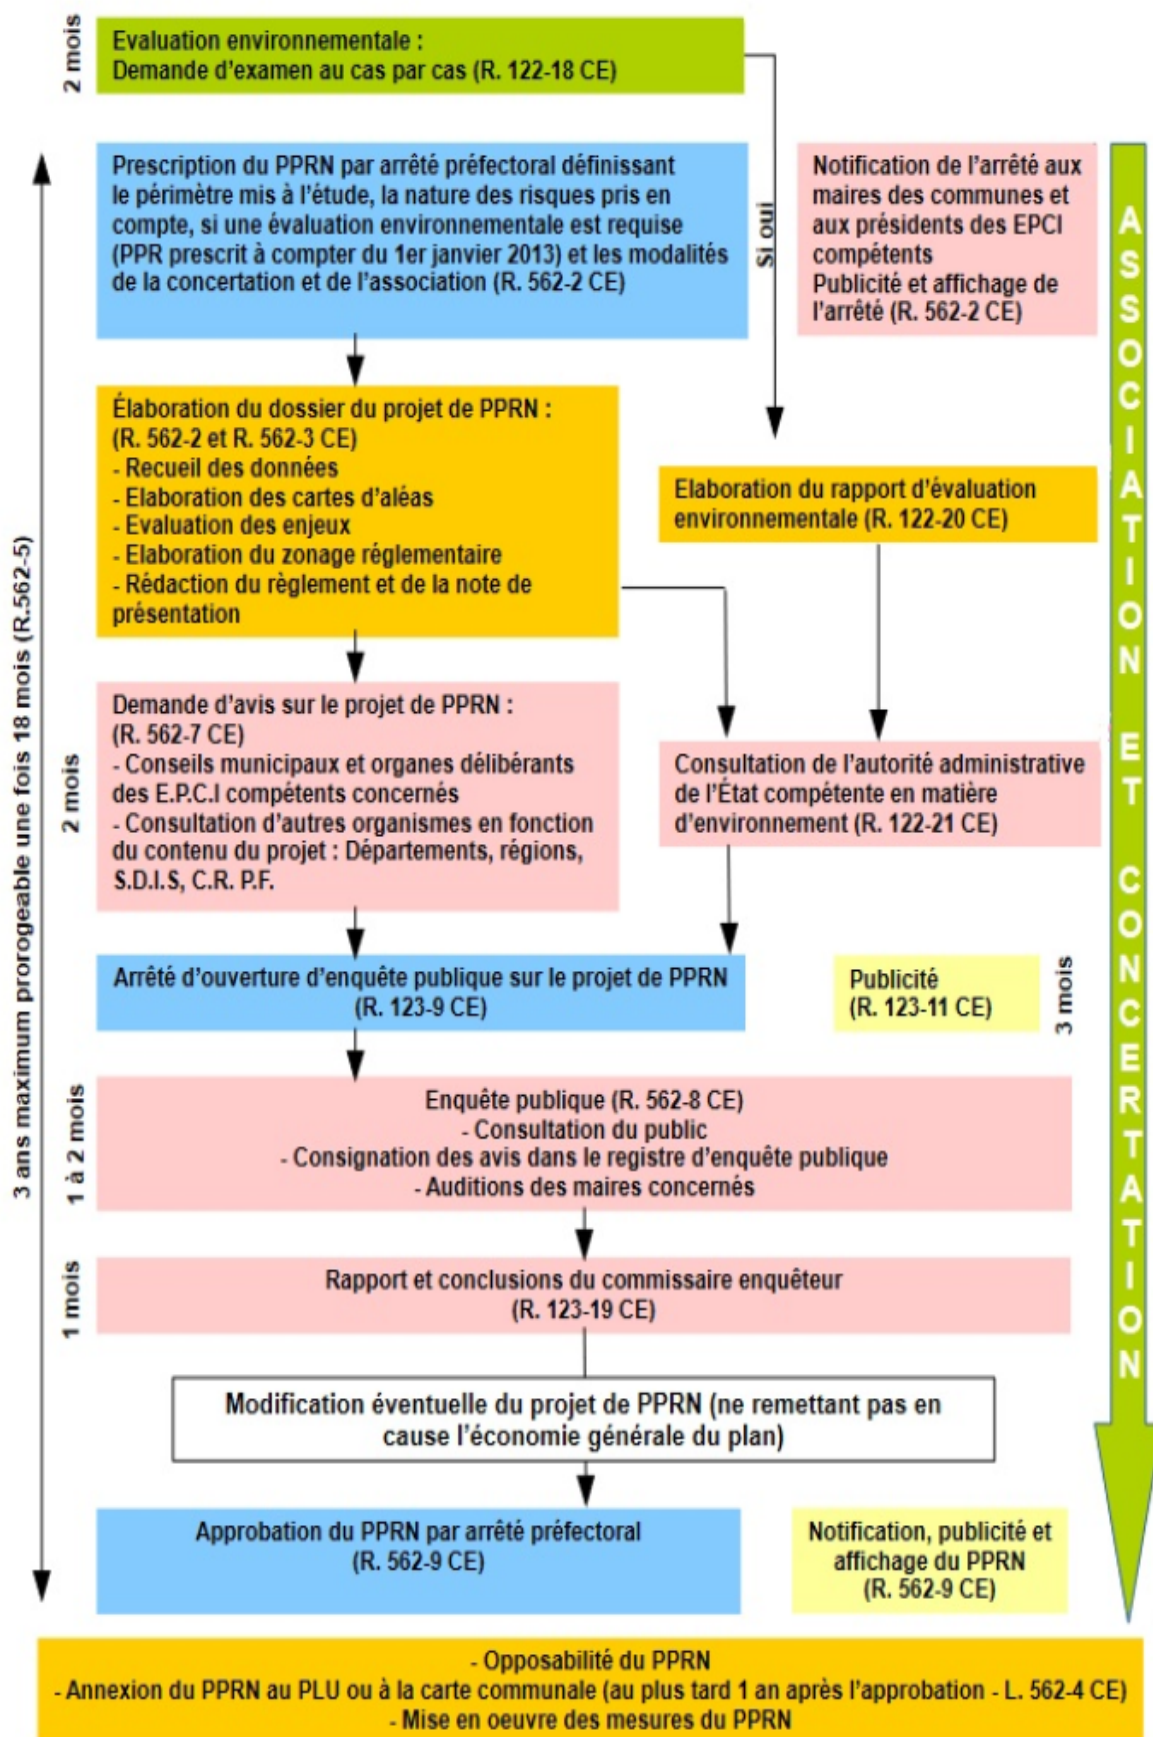 2 mois
Evaluation environnementale :
Demande d'examen au cas par cas (R. 122-18 CE)
Prescription du PPRN par arrêté préfectoral définissant
le périmètre mis à l'étude, la nature des risques pris en
compte, si une évaluation environnementale est requise
(PPR prescrit à compter du 1er janvier 2013) et les modalités
de la concertation et de l'association (R. 562-2 CE)
Si oui
Notification de l'arrêté aux
maires des communes et
aux présidents des EPCI
compétents
Publicité et affichage de
l'arrêté (R. 562-2 CE)
ASSOCIATION ET CONCERTATION
3 ans maximum prorogeable une fois 18 mois (R.562-5)
Élaboration du dossier du projet de PPRN :
(R. 562-2 et R. 562-3 CE)
- Recueil des données
- Elaboration des cartes d'aléas
- Evaluation des enjeux
- Elaboration du zonage réglementaire
- Rédaction du règlement et de la note de
présentation
Elaboration du rapport d'évaluation
environnementale (R. 122-20 CE)
2 mois
Demande d'avis sur le projet de PPRN :
(R. 562-7 CE)
- Conseils municipaux et organes délibérants
des E.P.C.I compétents concernés
- Consultation d'autres organismes en fonction
du contenu du projet : Départements, régions,
S.D.I.S, C.R. P.F.
Consultation de l'autorité administrative
de l'État compétente en matière
d'environnement (R. 122-21 CE)
Arrêté d'ouverture d'enquête publique sur le projet de PPRN
(R. 123-9 CE)
Publicité
(R. 123-11 CE)
3 mois
1 à 2 mois
Enquête publique (R. 562-8 CE)
- Consultation du public
- Consignation des avis dans le registre d'enquête publique
- Auditions des maires concernés
1 mois
Rapport et conclusions du commissaire enquêteur
(R. 123-19 CE)
Modification éventuelle du projet de PPRN (ne remettant pas en
cause l'économie générale du plan)
Approbation du PPRN par arrêté préfectoral
(R. 562-9 CE)
Notification, publicité et
affichage du PPRN
(R. 562-9 CE)
- Opposabilité du PPRN
- Annexion du PPRN au PLU ou à la carte communale (au plus tard 1 an après l'approbation - L. 562-4 CE)
- Mise en oeuvre des mesures du PPRN